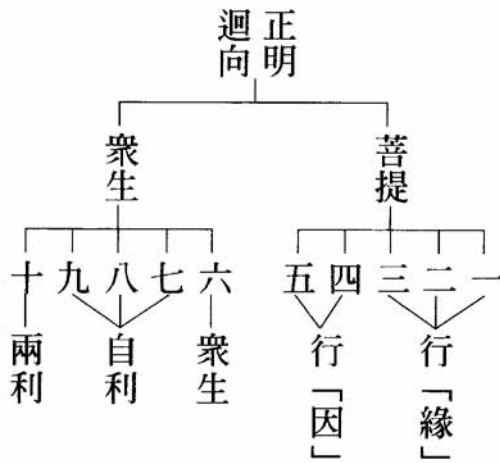 正明
迴向
菩提
眾生
一
二
三
四
五
六
七
八
九
十
行「緣」
行「因」
眾生
自利
兩利